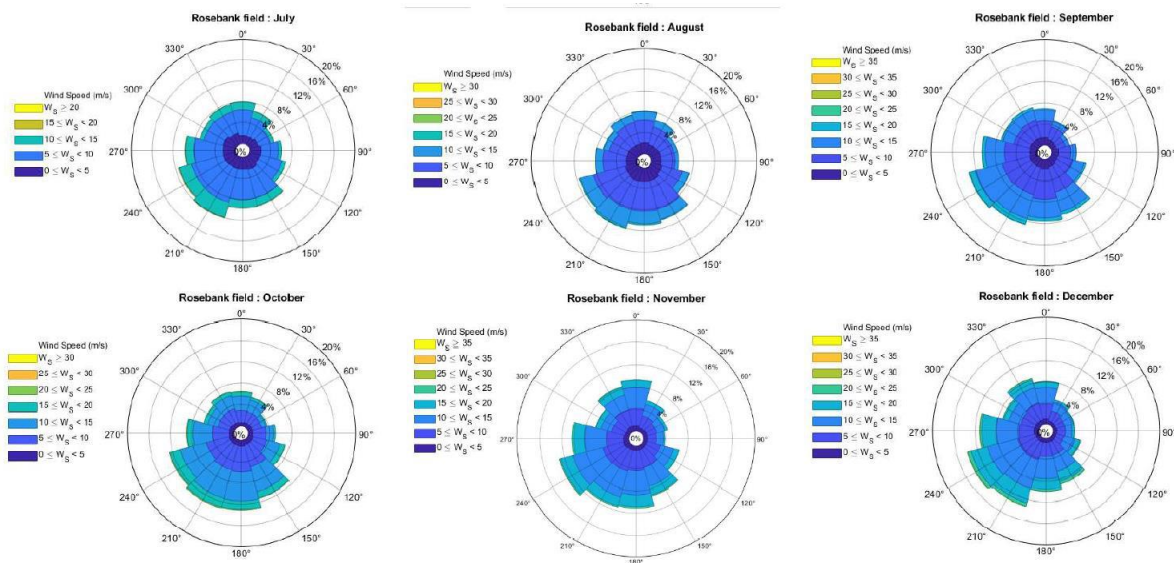 Rosebank field : July
0°
30°
60°
90°
120°
150°
180°
210°
240°
270°
300°
330°
20%
16%
12%
8%
4%
0%
Wind Speed (m/s)
W_S ≥ 20
15 ≤ W_S < 20
10 ≤ W_S < 15
5 ≤ W_S < 10
0 ≤ W_S < 5
Rosebank field : August
0°
30°
60°
90°
120°
150°
180°
210°
240°
270°
300°
330°
20%
16%
12%
8%
4%
0%
Wind Speed (m/s)
W_S ≥ 30
25 ≤ W_S < 30
20 ≤ W_S < 25
15 ≤ W_S < 20
10 ≤ W_S < 15
5 ≤ W_S < 10
0 ≤ W_S < 5
Rosebank field : September
0°
30°
60°
90°
120°
150°
180°
210°
240°
270°
300°
330°
20%
16%
12%
8%
4%
0%
Wind Speed (m/s)
W_S ≥ 35
30 ≤ W_S < 35
25 ≤ W_S < 30
20 ≤ W_S < 25
15 ≤ W_S < 20
10 ≤ W_S < 15
5 ≤ W_S < 10
0 ≤ W_S < 5
Rosebank field : October
0°
30°
60°
90°
120°
150°
180°
210°
240°
270°
300°
330°
20%
16%
12%
8%
4%
0%
Wind Speed (m/s)
W_S ≥ 30
25 ≤ W_S < 30
20 ≤ W_S < 25
15 ≤ W_S < 20
10 ≤ W_S < 15
5 ≤ W_S < 10
0 ≤ W_S < 5
Rosebank field : November
0°
30°
60°
90°
120°
150°
180°
210°
240°
270°
300°
330°
20%
16%
12%
8%
4%
0%
Wind Speed (m/s)
W_S ≥ 35
30 ≤ W_S < 35
25 ≤ W_S < 30
20 ≤ W_S < 25
15 ≤ W_S < 20
10 ≤ W_S < 15
5 ≤ W_S < 10
0 ≤ W_S < 5
Rosebank field : December
0°
30°
60°
90°
120°
150°
180°
210°
240°
270°
300°
330°
20%
16%
12%
8%
4%
0%
Wind Speed (m/s)
W_S ≥ 35
30 ≤ W_S < 35
25 ≤ W_S < 30
20 ≤ W_S < 25
15 ≤ W_S < 20
10 ≤ W_S < 15
5 ≤ W_S < 10
0 ≤ W_S < 5